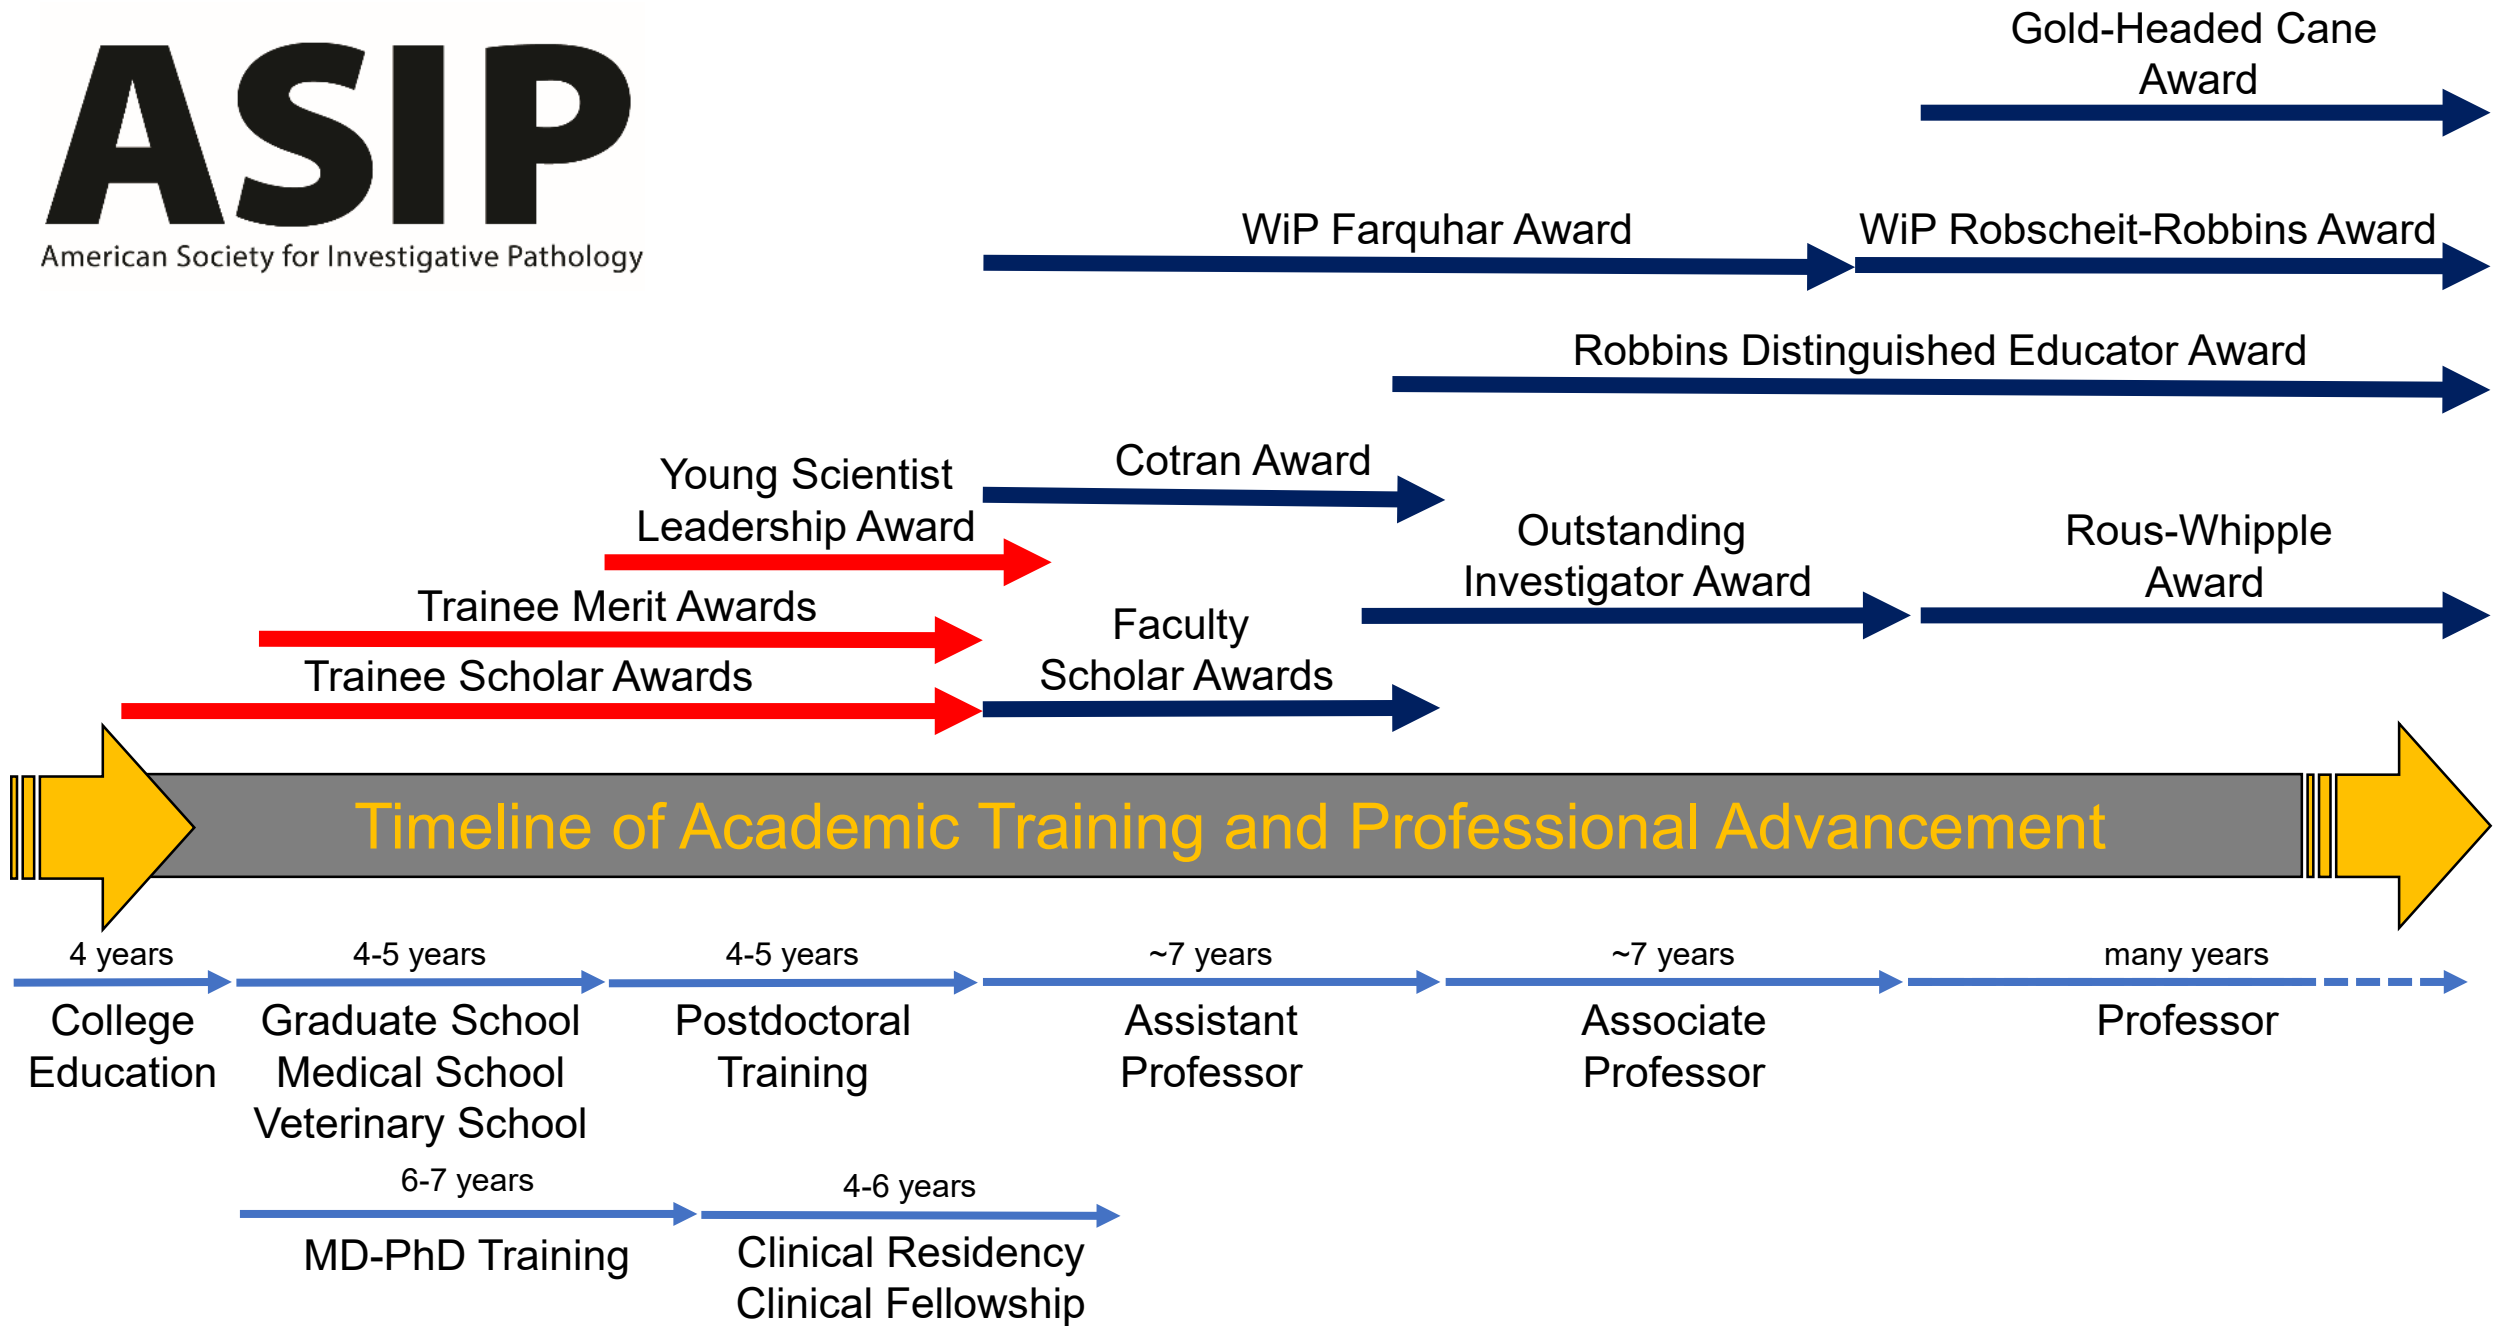 ASIP
American Society for Investigative Pathology
Gold-Headed Cane
Award
WiP Farquhar Award
WiP Robscheit-Robbins Award
Robbins Distinguished Educator Award
Cotran Award
Young Scientist
Leadership Award
Outstanding
Investigator Award
Rous-Whipple
Award
Trainee Merit Awards
Faculty
Scholar Awards
Trainee Scholar Awards
Timeline of Academic Training and Professional Advancement
4 years
College
Education
4-5 years
Graduate School
Medical School
Veterinary School
4-5 years
Postdoctoral
Training
~7 years
Assistant
Professor
~7 years
Associate
Professor
many years
Professor
6-7 years
MD-PhD Training
4-6 years
Clinical Residency
Clinical Fellowship